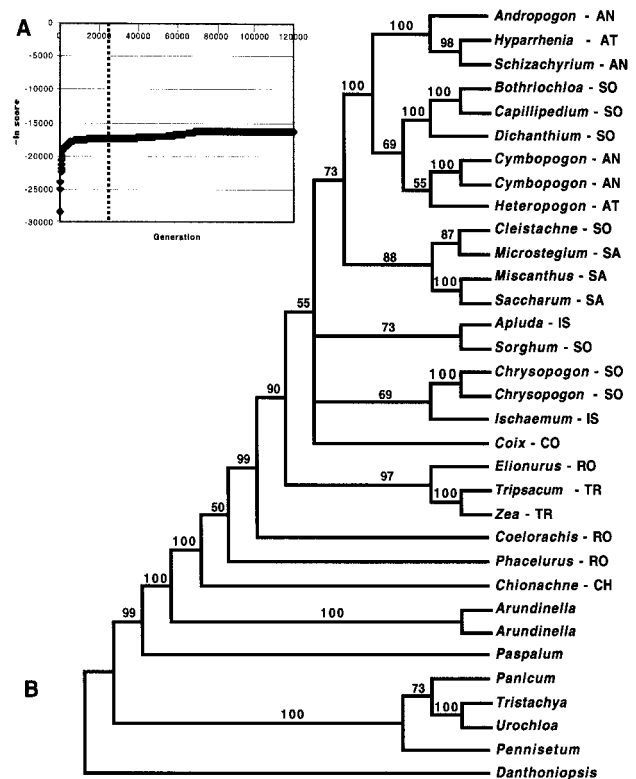 A
0 20000 40000 60000 80000 100000 120000
0
-5000
-10000
-15000
-20000
-25000
-30000
-ln score
Generation
B
Andropogon - AN
Hyparrhenia - AT
Schizachyrium - AN
Bothriochloa - SO
Capillipedium - SO
Dichanthium - SO
Cymbopogon - AN
Cymbopogon - AN
Heteropogon - AT
Cleistachne - SO
Microstegium - SA
Miscanthus - SA
Saccharum - SA
Apluda - IS
Sorghum - SO
Chrysopogon - SO
Chrysopogon - SO
Ischaemum - IS
Coix - CO
Elionurus - RO
Tripsacum - TR
Zea - TR
Coelorachis - RO
Phacelurus - RO
Chionachne - CH
Arundinella
Arundinella
Paspalum
Panicum
Tristachya
Urochloa
Pennisetum
Danthoniopsis
100
98
100
100
100
69
100
55
73
87
88
100
55
73
100
69
90
97
100
99
50
100
100
100
99
73
100
100